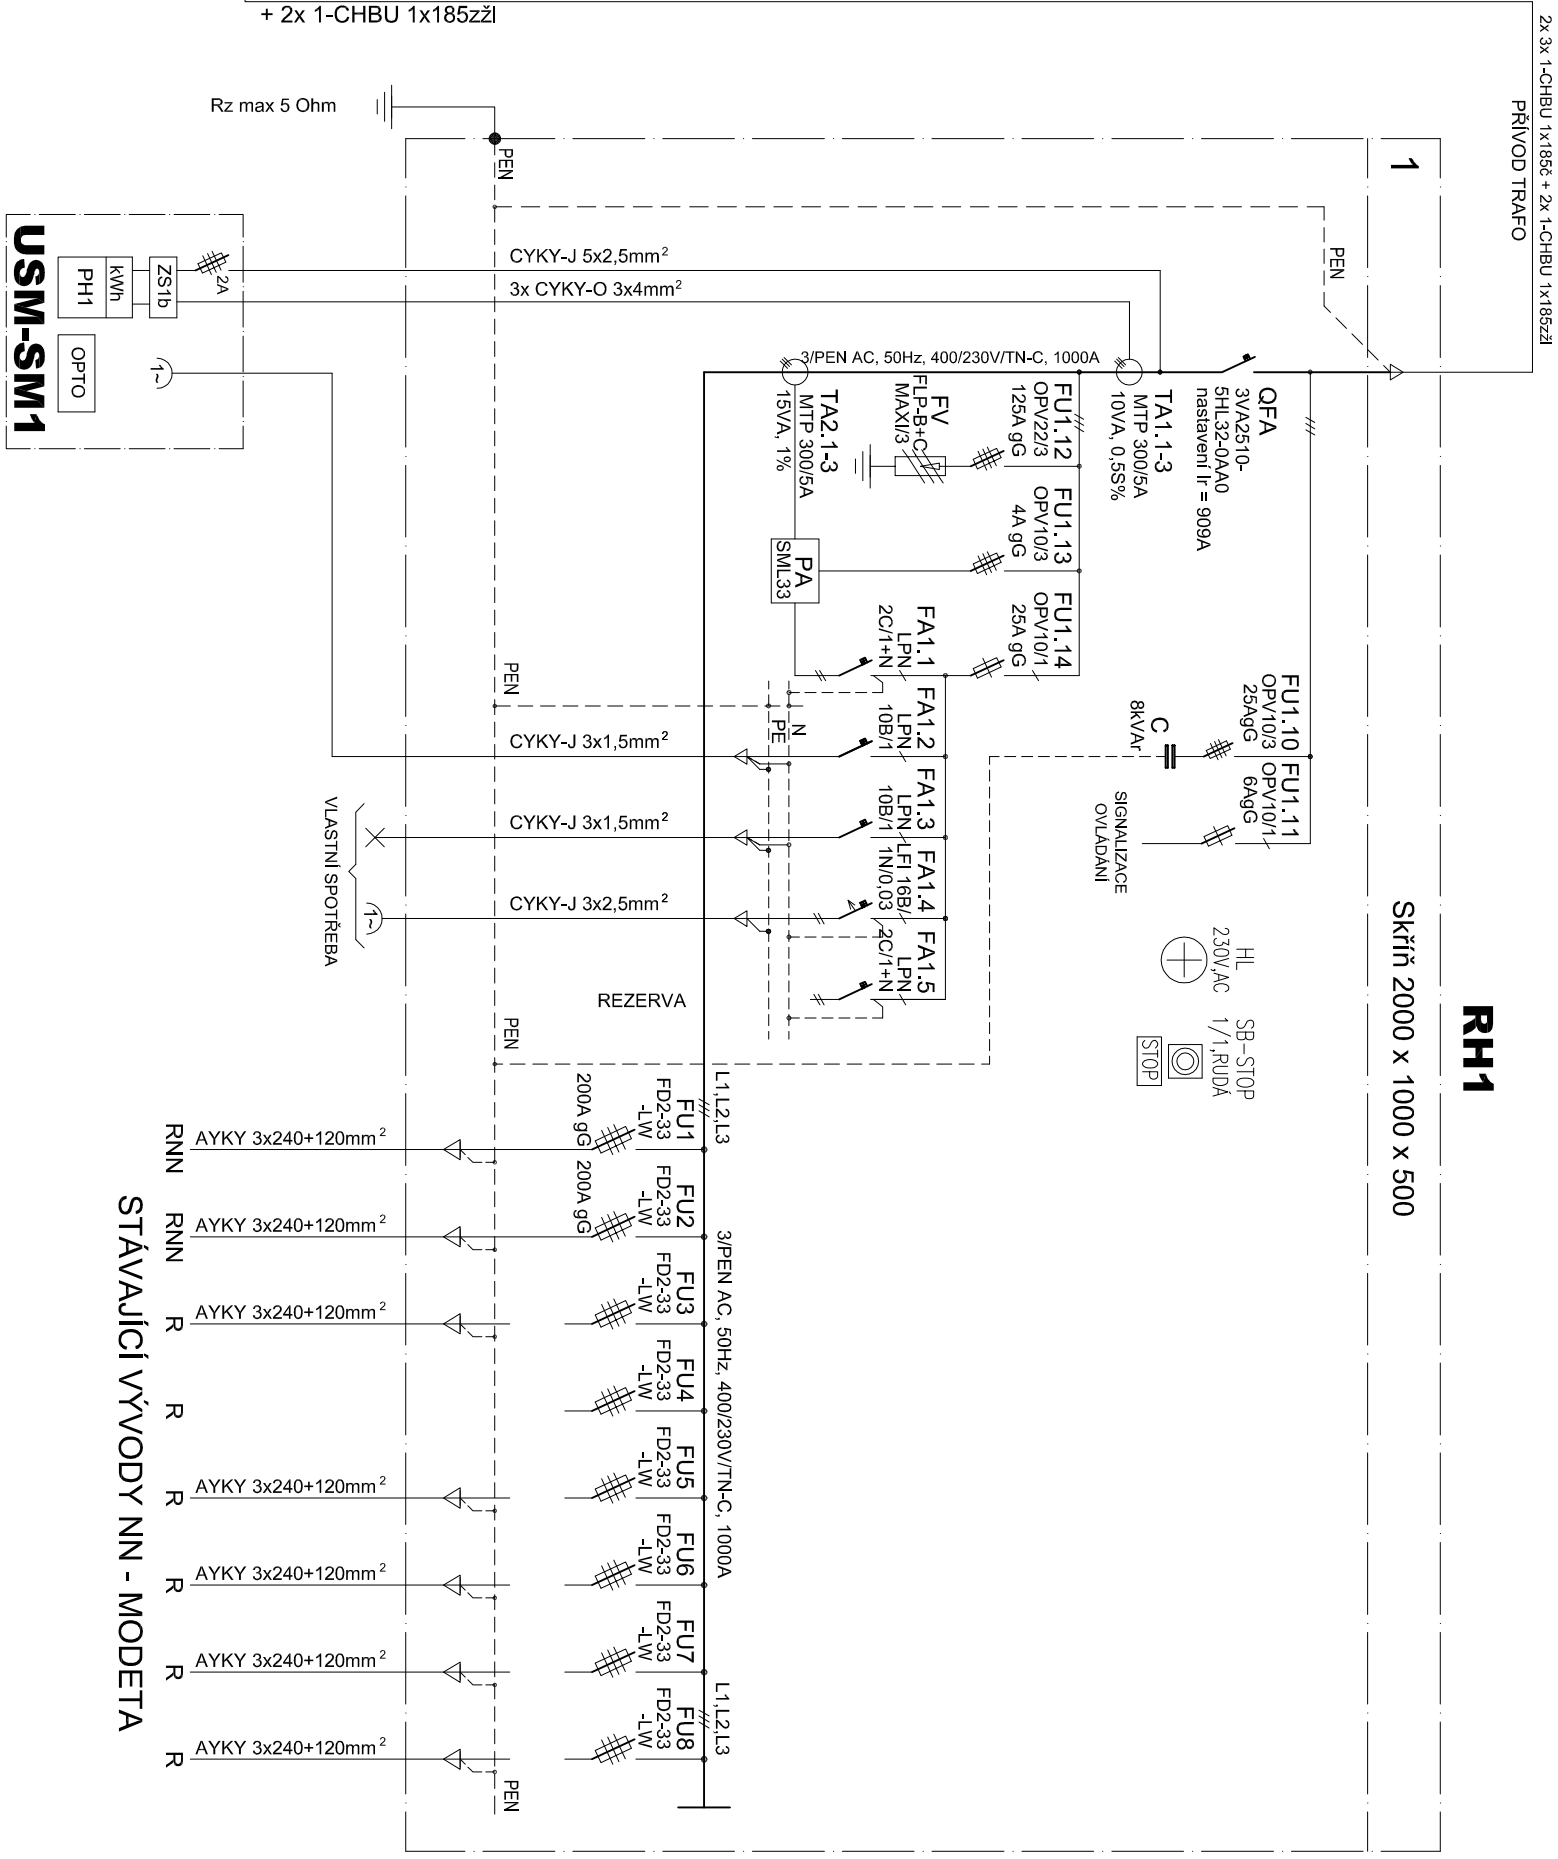 + 2x 1-CHBU 1x185zžl
2x 3x 1-CHBU 1x185č + 2x 1-CHBU 1x185zžl
PŘÍVOD TRAFO
RH1
Skříň 2000 x 1000 x 500
1
Rz max 5 Ohm
PEN
PEN
CYKY-J 5x2,5mm²
3x CYKY-O 3x4mm²
2A
ZS1b
kWh
PH1
OPTO
1~
USM-SM1
3/PEN AC, 50Hz, 400/230V/TN-C, 1000A
QFA
3VA2510-
5HL32-0AA0
nastavení Ir = 909A
TA1.1-3
MTP 300/5A
10VA, 0,5S%
FU1.12
OPV22/3
125A gG
FV
FLP-B+C
MAXI/3
TA2.1-3
MTP 300/5A
15VA, 1%
FU1.13
OPV10/3
4A gG
PA
SML33
FU1.14
OPV10/1
25A gG
FU1.10
OPV10/3
25AgG
FU1.11
OPV10/1
6AgG
C
8kVAr
SIGNALIZACE
OVLÁDÁNÍ
HL
230V,AC
SB-STOP
1/1,RUDÁ
STOP
FA1.1
LPN
2C/1+N
FA1.2
LPN
10B/1
FA1.3
LPN
10B/1
FA1.4
LFI 16B/
1N/0,03
FA1.5
LPN
2C/1+N
N
PE
PEN
CYKY-J 3x1,5mm²
CYKY-J 3x1,5mm²
CYKY-J 3x2,5mm²
1~
VLASTNÍ SPOTŘEBA
REZERVA
PEN
L1,L2,L3
3/PEN AC, 50Hz, 400/230V/TN-C, 1000A
L1,L2,L3
FU1
FD2-33
-LW
200A gG
FU2
FD2-33
-LW
200A gG
FU3
FD2-33
-LW
FU4
FD2-33
-LW
FU5
FD2-33
-LW
FU6
FD2-33
-LW
FU7
FD2-33
-LW
FU8
FD2-33
-LW
PEN
AYKY 3x240+120mm²
RNN
AYKY 3x240+120mm²
RNN
AYKY 3x240+120mm²
R
R
AYKY 3x240+120mm²
R
AYKY 3x240+120mm²
R
AYKY 3x240+120mm²
R
AYKY 3x240+120mm²
R
STÁVAJÍCÍ VÝVODY NN - MODETA